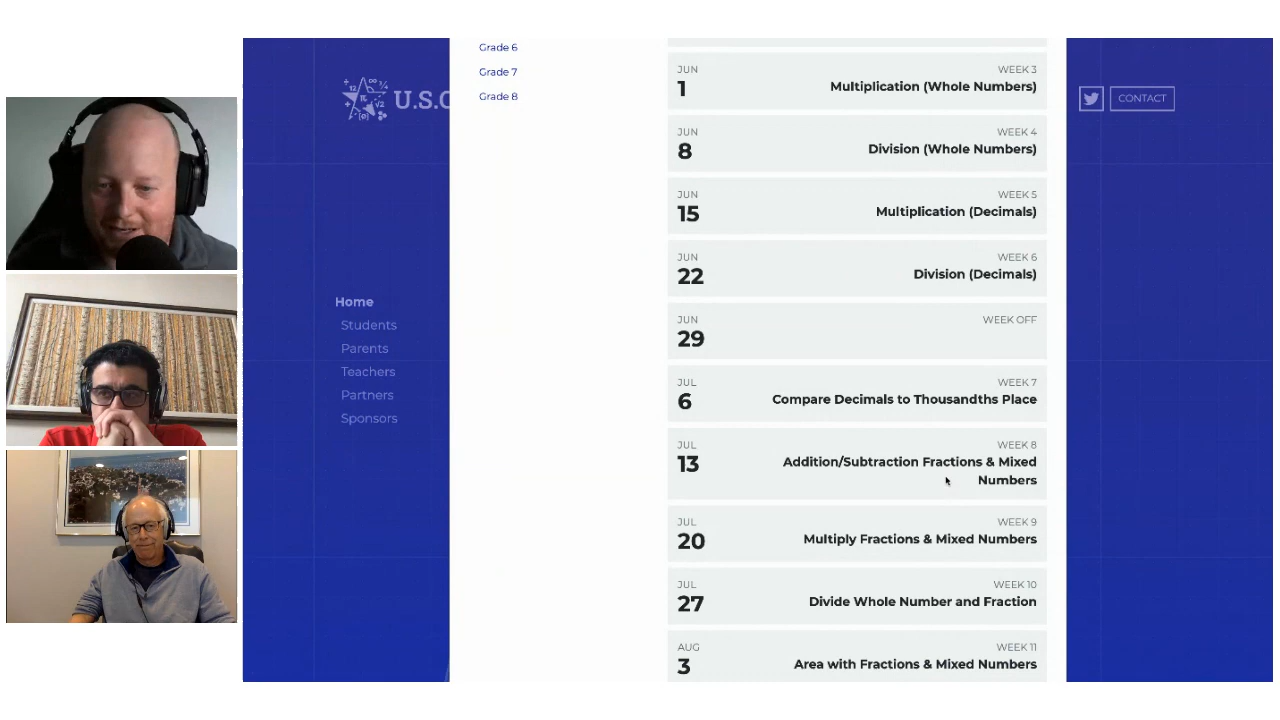 Grade 6
Grade 7
Grade 8
U.S.
CONTACT
Home
Students
Parents
Teachers
Partners
Sponsors
JUN
1
WEEK 3
Multiplication (Whole Numbers)
JUN
8
WEEK 4
Division (Whole Numbers)
JUN
15
WEEK 5
Multiplication (Decimals)
JUN
22
WEEK 6
Division (Decimals)
JUN
29
WEEK OFF
JUL
6
WEEK 7
Compare Decimals to Thousandths Place
JUL
13
WEEK 8
Addition/Subtraction Fractions & Mixed
Numbers
JUL
20
WEEK 9
Multiply Fractions & Mixed Numbers
JUL
27
WEEK 10
Divide Whole Number and Fraction
AUG
3
WEEK 11
Area with Fractions & Mixed Numbers